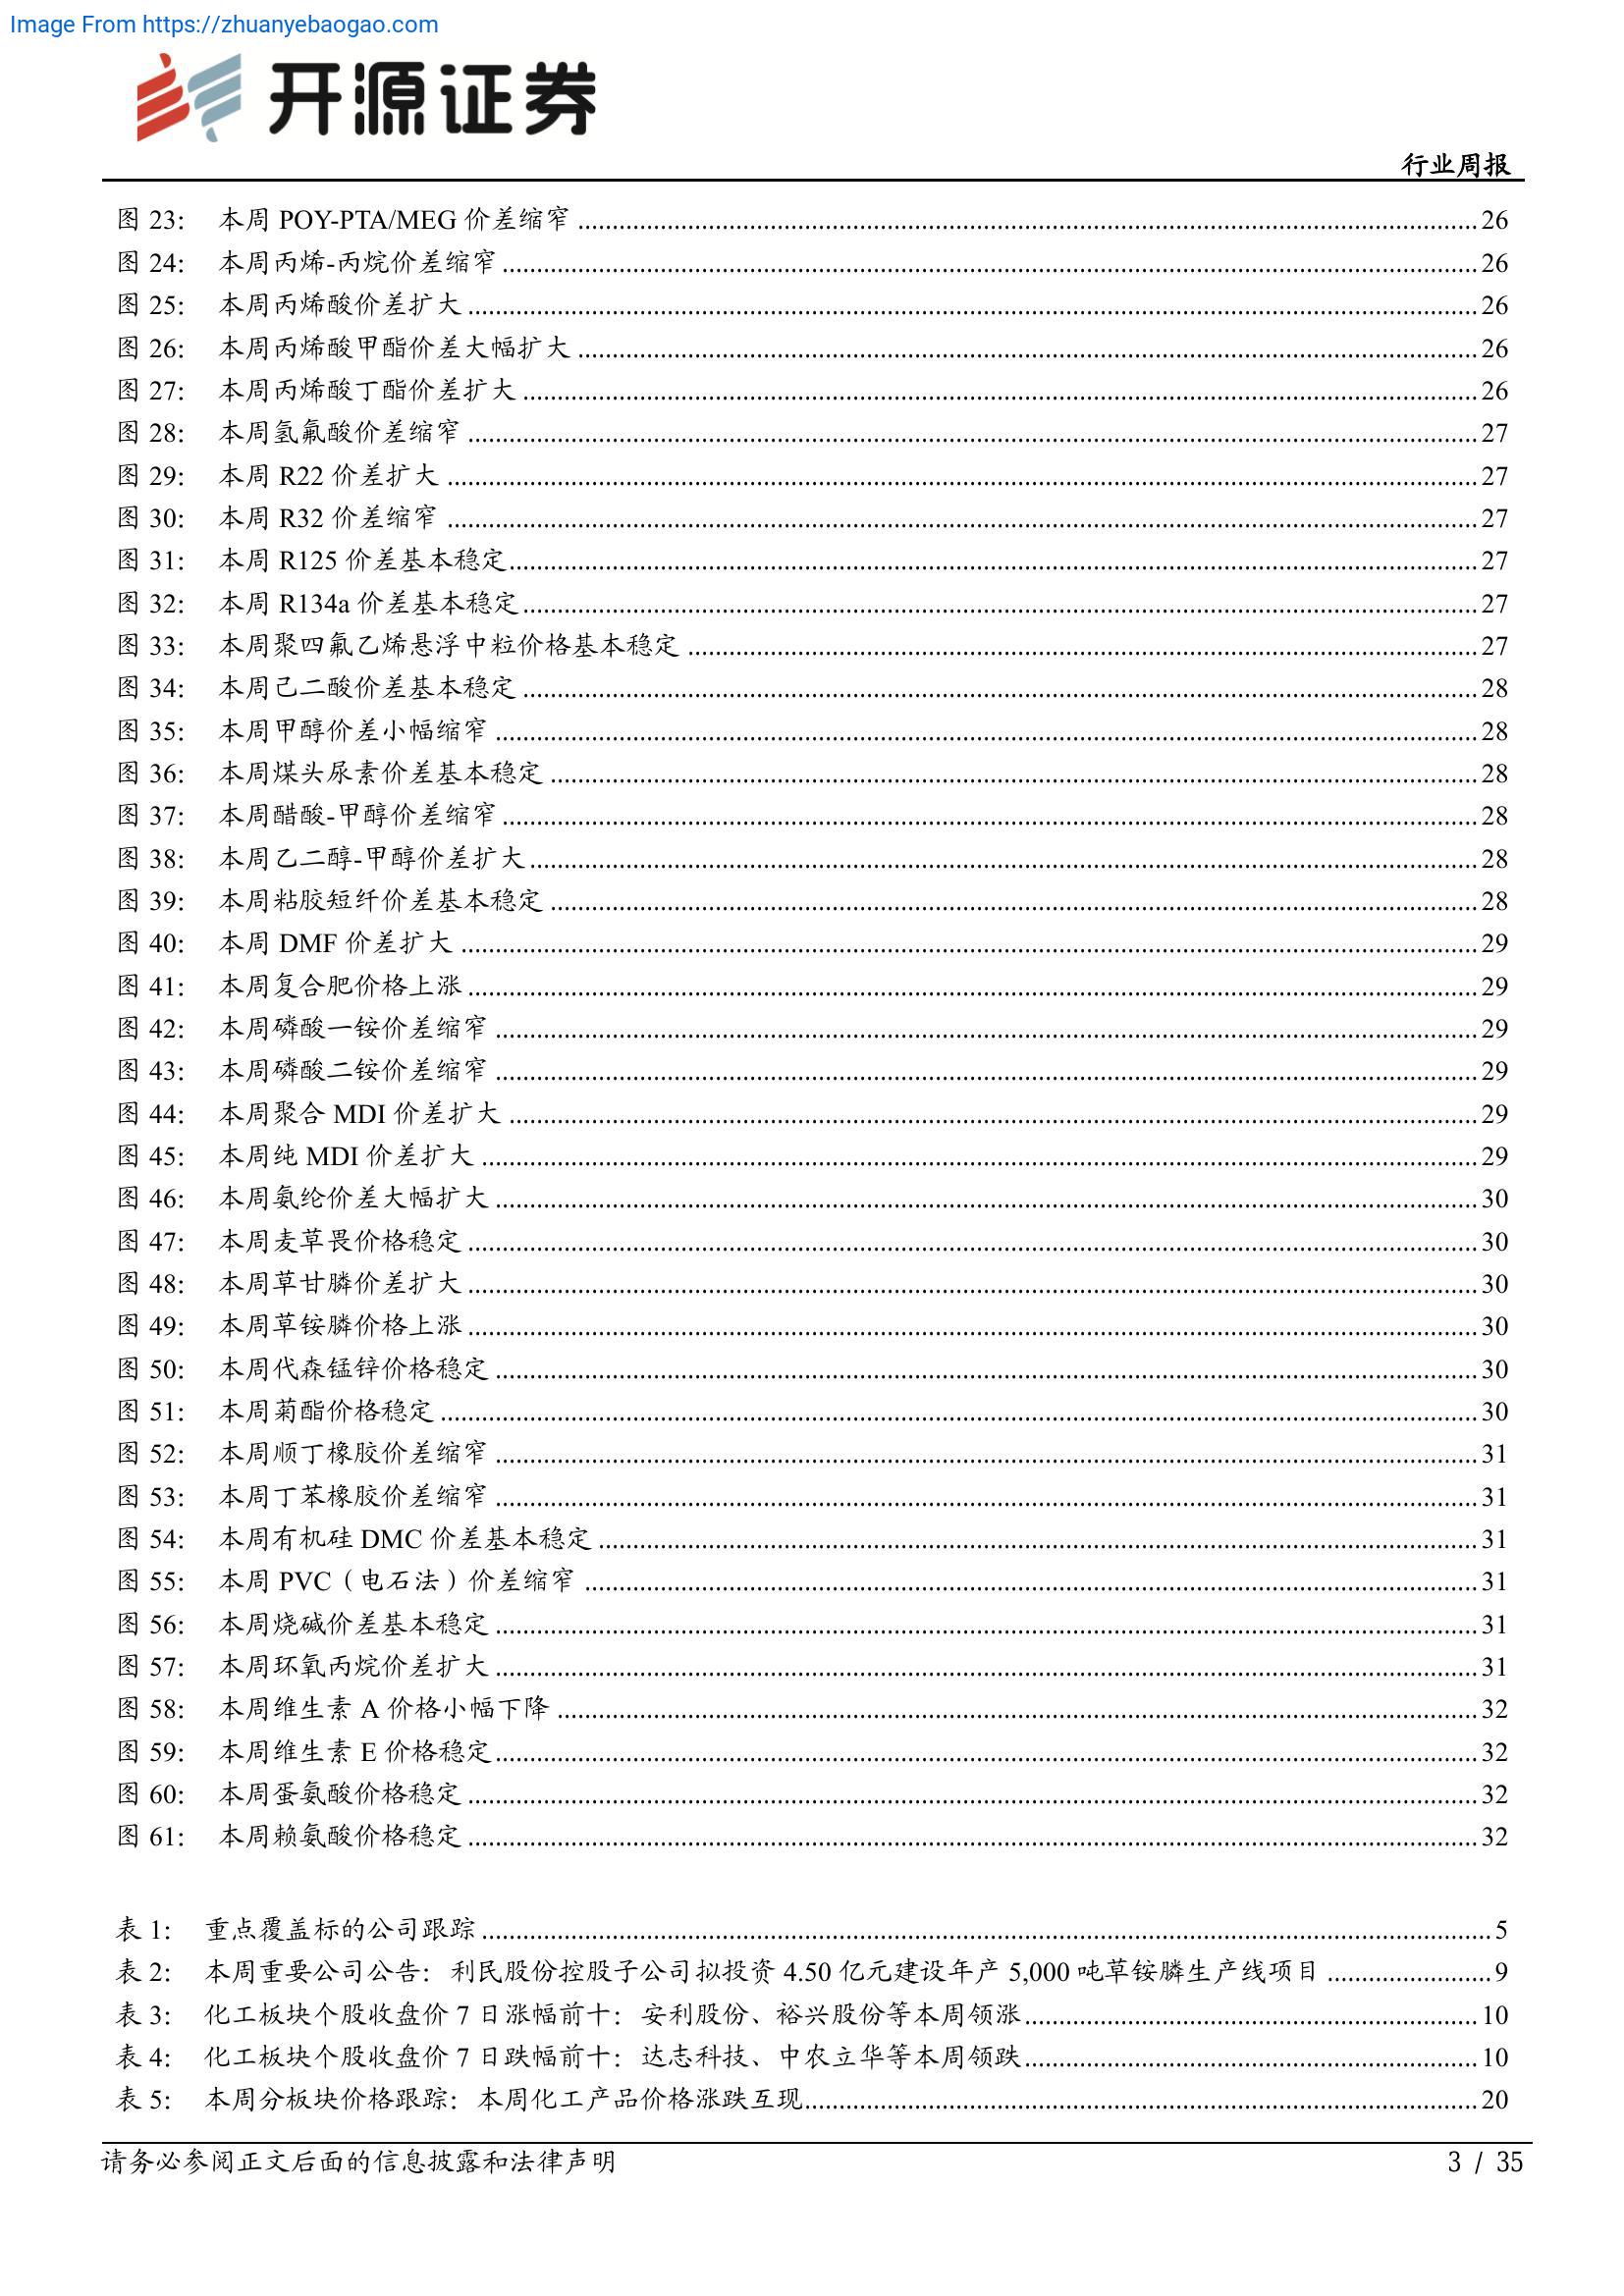 Image From https://zhuanyebaogao.com
开源证券
行业周报
图 23: 本周 POY-PTA/MEG 价差缩窄 26
图 24: 本周丙烯-丙烷价差缩窄 26
图 25: 本周丙烯酸价差扩大 26
图 26: 本周丙烯酸甲酯价差大幅扩大 26
图 27: 本周丙烯酸丁酯价差扩大 26
图 28: 本周氢氟酸价差缩窄 27
图 29: 本周 R22 价差扩大 27
图 30: 本周 R32 价差缩窄 27
图 31: 本周 R125 价差基本稳定 27
图 32: 本周 R134a 价差基本稳定 27
图 33: 本周聚四氟乙烯悬浮中粒价格基本稳定 27
图 34: 本周己二酸价差基本稳定 28
图 35: 本周甲醇价差小幅缩窄 28
图 36: 本周煤头尿素价差基本稳定 28
图 37: 本周醋酸-甲醇价差缩窄 28
图 38: 本周乙二醇-甲醇价差扩大 28
图 39: 本周粘胶短纤价差基本稳定 28
图 40: 本周 DMF 价差扩大 29
图 41: 本周复合肥价格上涨 29
图 42: 本周磷酸一铵价差缩窄 29
图 43: 本周磷酸二铵价差缩窄 29
图 44: 本周聚合 MDI 价差扩大 29
图 45: 本周纯 MDI 价差扩大 29
图 46: 本周氨纶价差大幅扩大 30
图 47: 本周麦草畏价格稳定 30
图 48: 本周草甘膦价差扩大 30
图 49: 本周草铵膦价格上涨 30
图 50: 本周代森锰锌价格稳定 30
图 51: 本周菊酯价格稳定 30
图 52: 本周顺丁橡胶价差缩窄 31
图 53: 本周丁苯橡胶价差缩窄 31
图 54: 本周有机硅 DMC 价差基本稳定 31
图 55: 本周 PVC（电石法）价差缩窄 31
图 56: 本周烧碱价差基本稳定 31
图 57: 本周环氧丙烷价差扩大 31
图 58: 本周维生素 A 价格小幅下降 32
图 59: 本周维生素 E 价格稳定 32
图 60: 本周蛋氨酸价格稳定 32
图 61: 本周赖氨酸价格稳定 32
表 1: 重点覆盖标的公司跟踪 5
表 2: 本周重要公司公告：利民股份控股子公司拟投资 4.50 亿元建设年产 5,000 吨草铵膦生产线项目 9
表 3: 化工板块个股收盘价 7 日涨幅前十：安利股份、裕兴股份等本周领涨 10
表 4: 化工板块个股收盘价 7 日跌幅前十：达志科技、中农立华等本周领跌 10
表 5: 本周分板块价格跟踪：本周化工产品价格涨跌互现 20
请务必参阅正文后面的信息披露和法律声明
3 / 35